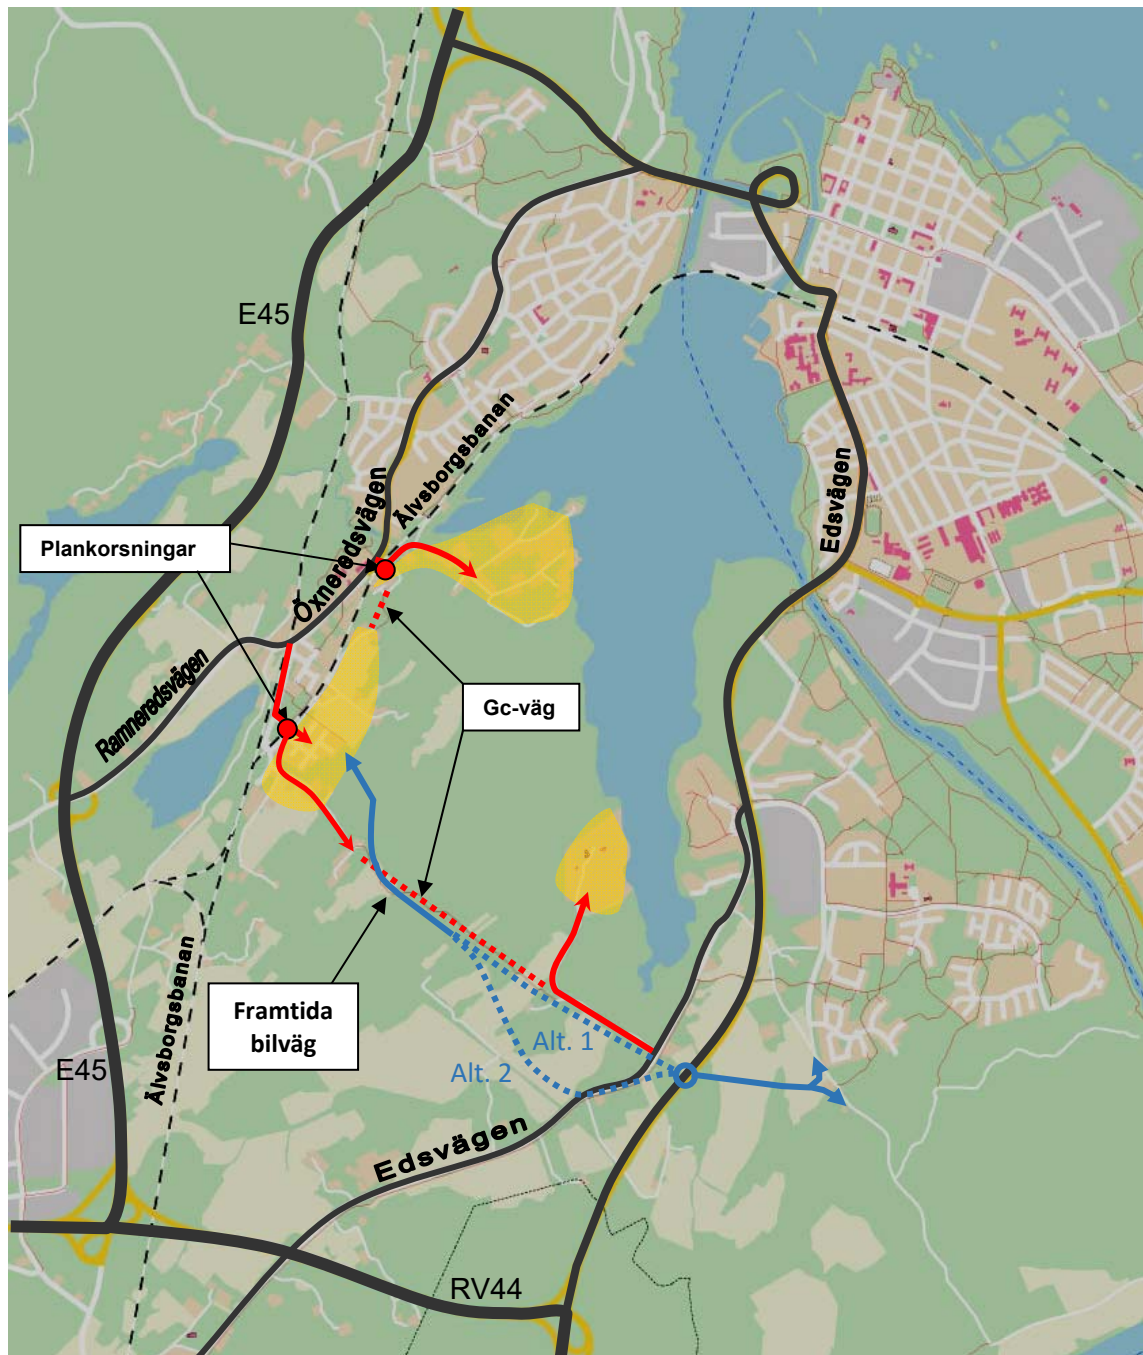 E45
Älvsborgsbanan
Öxneredsvägen
Edsvägen
Plankorsningar
Ramneredsvägen
Gc-väg
Framtida
bilväg
Älvsborgsbanan
Alt. 1
Alt. 2
E45
Edsvägen
RV44